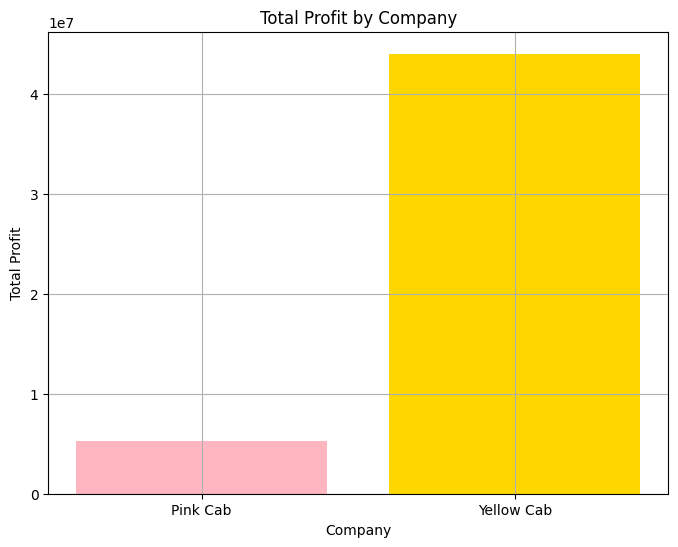 Total Profit by Company
1e7
4
3
2
1
0
Total Profit
Pink Cab
Yellow Cab
Company